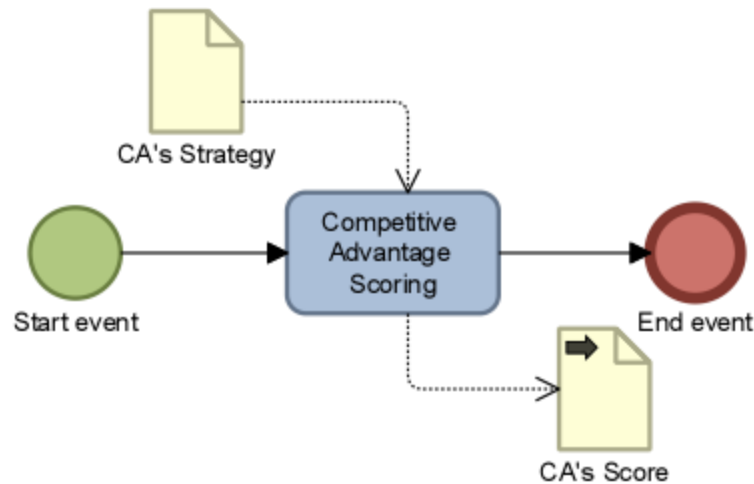 CA's Strategy
Competitive
Advantage
Scoring
Start event
End event
CA's Score